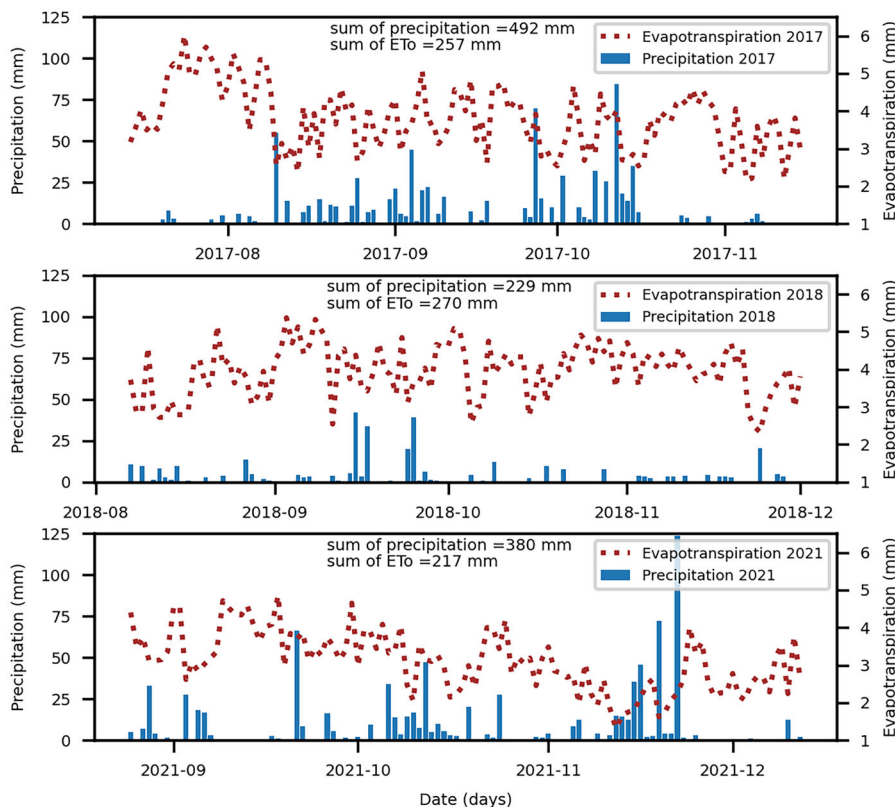 sum of precipitation =492 mm
sum of ETo =257 mm
Evapotranspiration 2017
Precipitation 2017
Precipitation (mm)
125
100
75
50
25
0
6
5
4
3
2
1
Evapotranspiration (mm)
2017-08
2017-09
2017-10
2017-11
sum of precipitation =229 mm
sum of ETo =270 mm
Evapotranspiration 2018
Precipitation 2018
Precipitation (mm)
125
100
75
50
25
0
6
5
4
3
2
1
Evapotranspiration (mm)
2018-08
2018-09
2018-10
2018-11
2018-12
sum of precipitation =380 mm
sum of ETo =217 mm
Evapotranspiration 2021
Precipitation 2021
Precipitation (mm)
125
100
75
50
25
0
6
5
4
3
2
1
Evapotranspiration (mm)
2021-09
2021-10
2021-11
2021-12
Date (days)